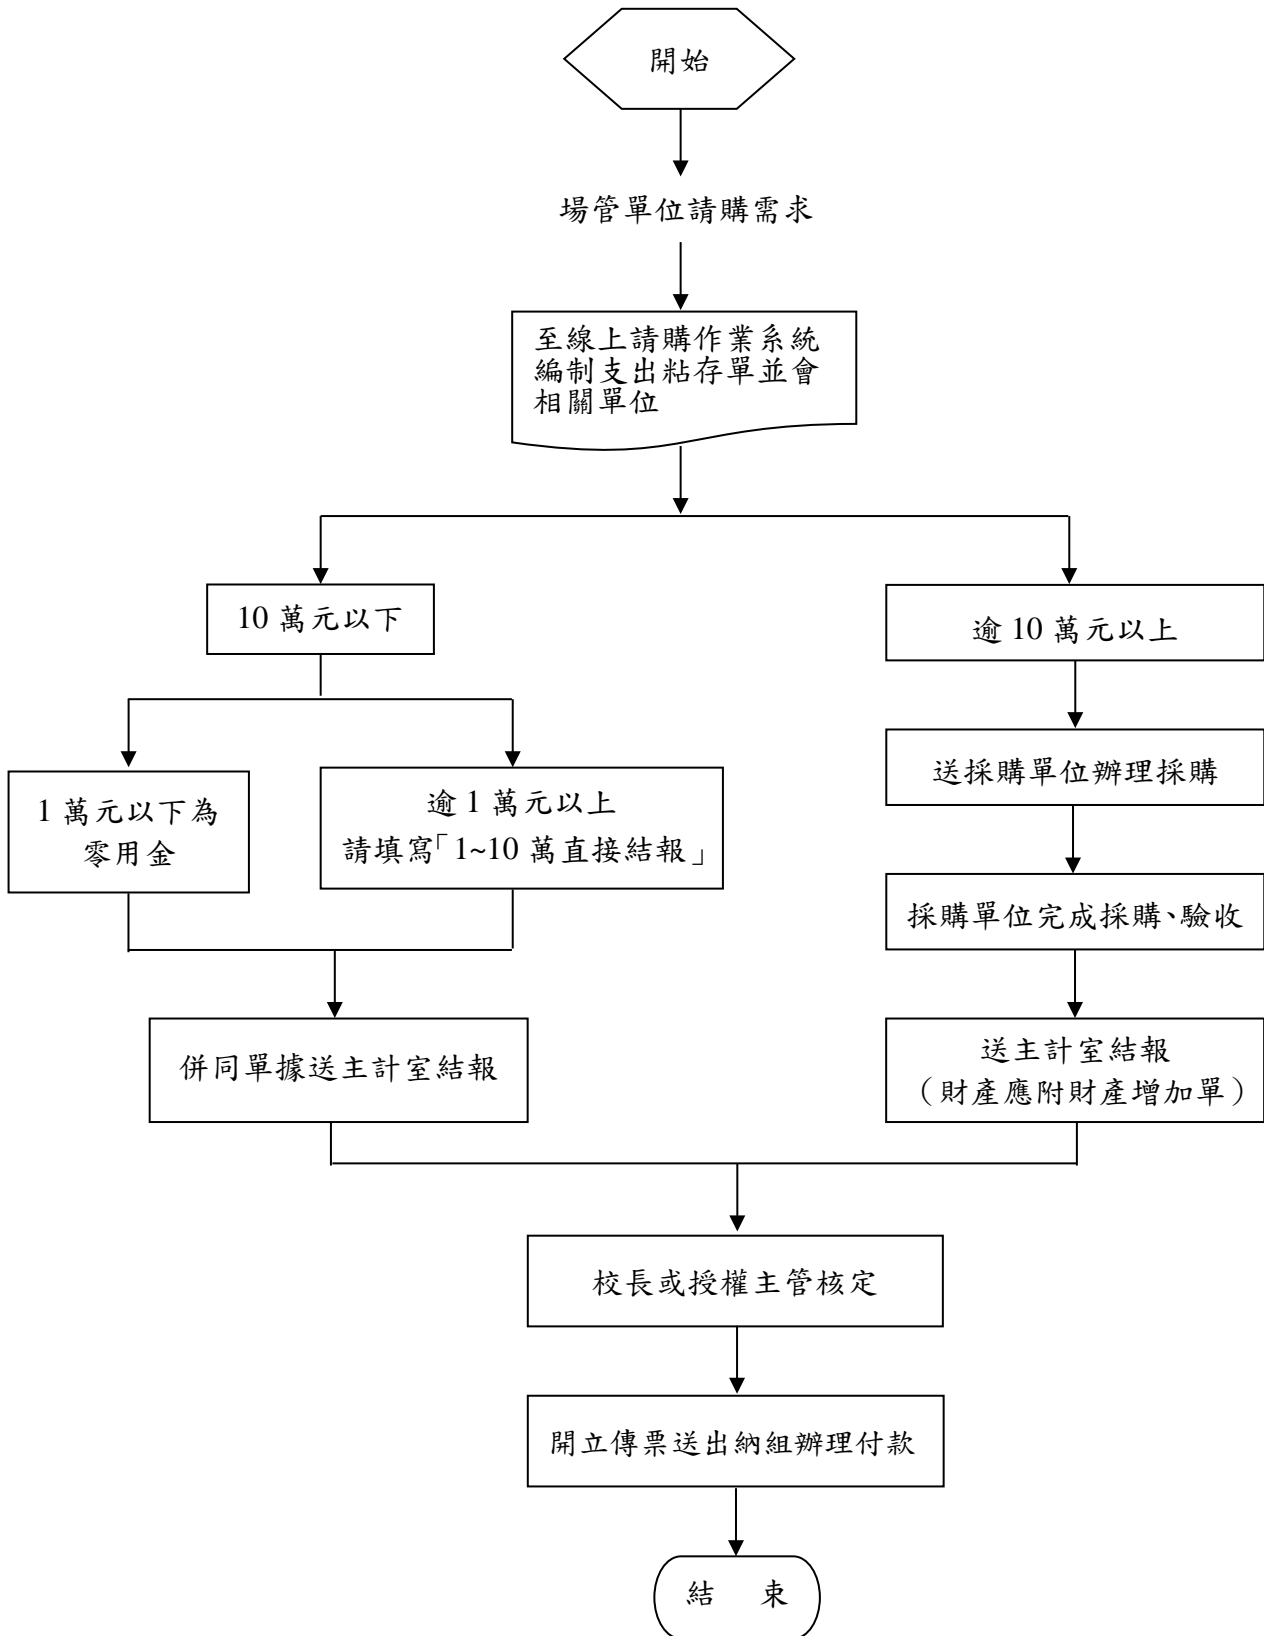 開始
場管單位請購需求
至線上請購作業系統
編制支出粘存單並會
相關單位
10 萬元以下
逾 10 萬元以上
1 萬元以下為
零用金
逾 1 萬元以上
請填寫「1~10 萬直接結報」
送採購單位辦理採購
採購單位完成採購、驗收
併同單據送主計室結報
送主計室結報
（財產應附財產增加單）
校長或授權主管核定
開立傳票送出納組辦理付款
結 束